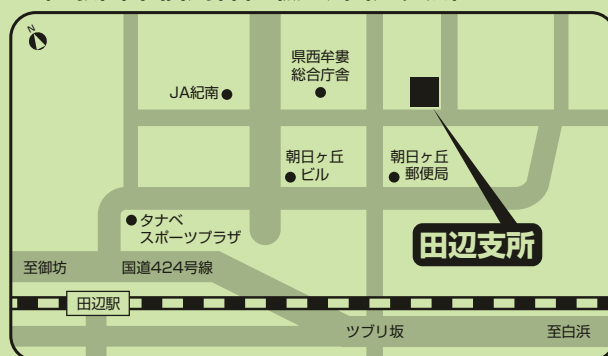 N
県西牟婁
総合庁舎
JA紀南
朝日ヶ丘
ビル
朝日ヶ丘
郵便局
タナベ
スポーツプラザ
田辺支所
至御坊
国道424号線
田辺駅
ツブリ坂
至白浜